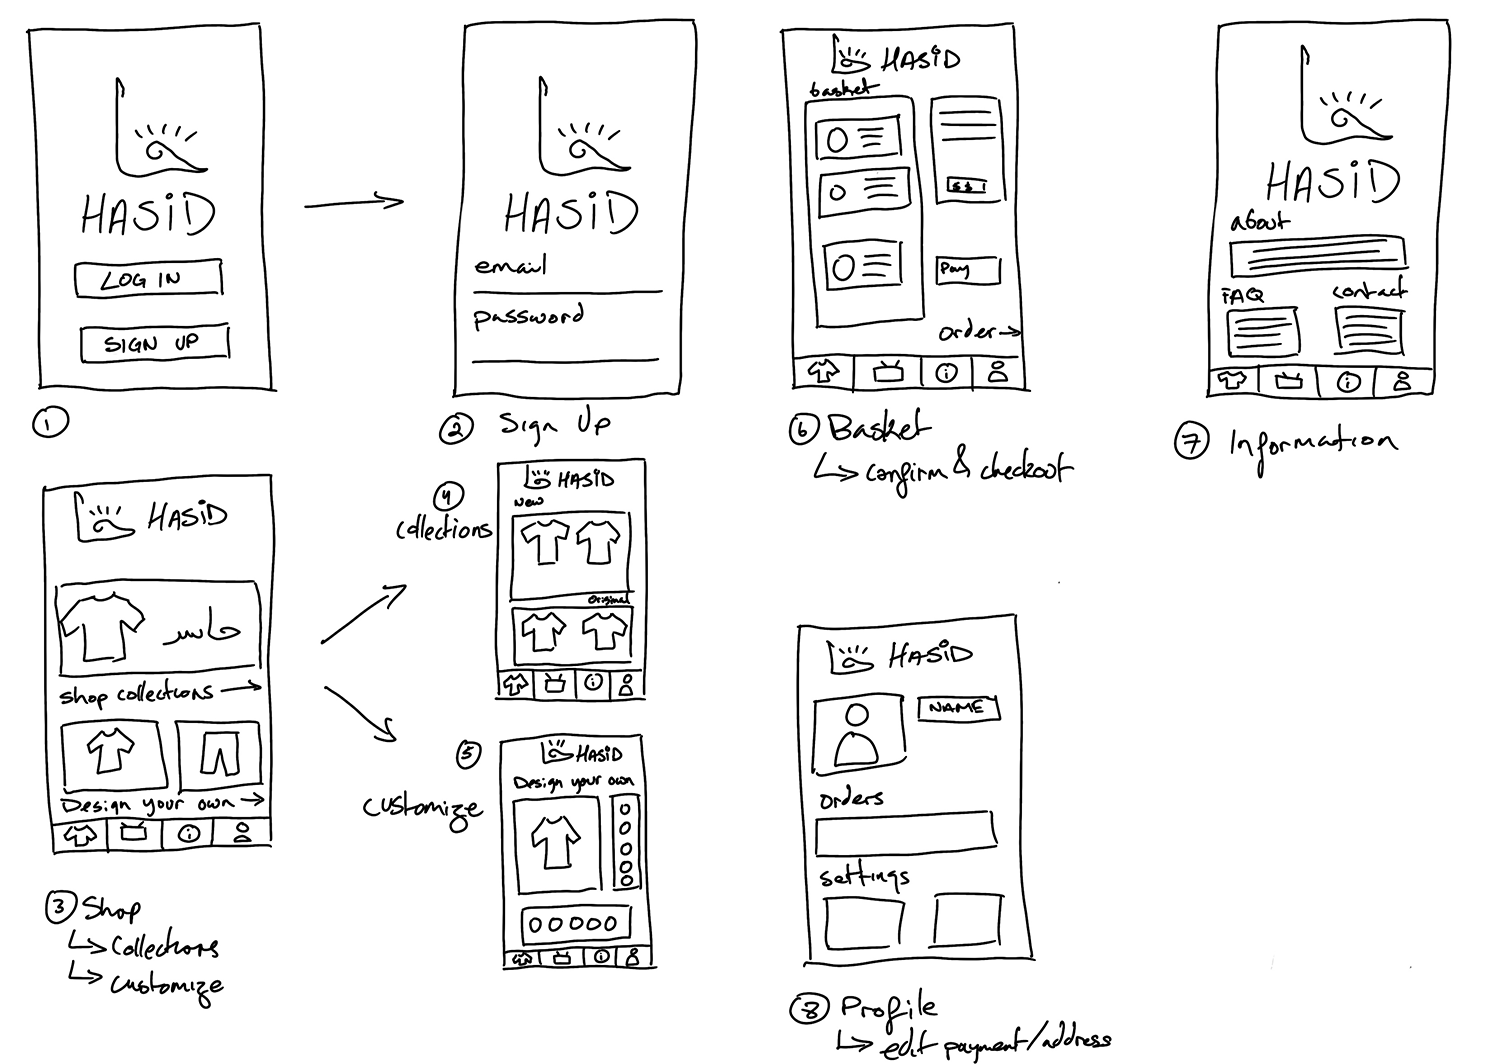 HASiD
LOG IN
SIGN UP
1
HASiD
email
password
2 Sign Up
3 Shop
HASiD
حاسد
shop collections
Design your own
i
Collections
customize
4
Collections
HASiD
New
Original
i
5
customize
HASiD
Design your own
i
6 Basket
confirm & checkout
HASiD
basket
$$$
Pay
order
i
7 Information
HASiD
about
FAQ
contact
i
8 Profile
edit payment/address
HASiD
NAME
orders
settings